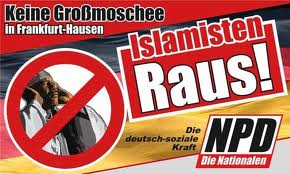 Keine Großmoschee
in Frankfurt-Hausen
Islamisten
Raus!
Die
deutsch-soziale
Kraft
NPD
Die Nationalen